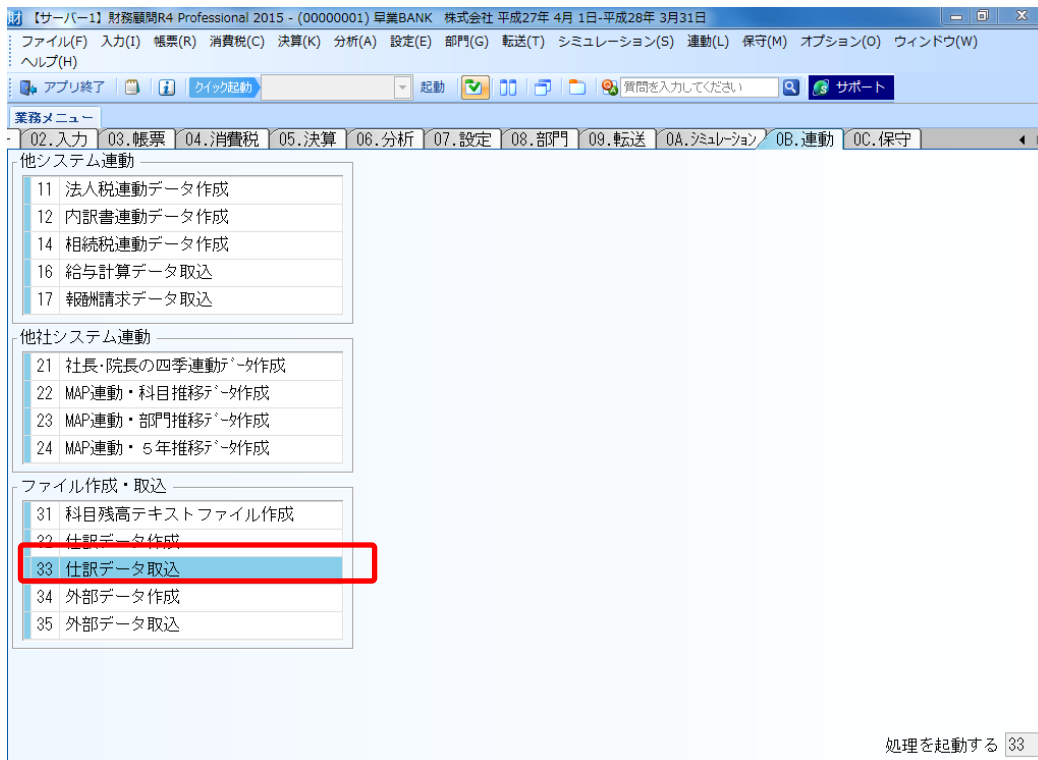 財 【サーバー1】財務顧問R4 Professional 2015 - (00000001) 早業BANK 株式会社 平成27年 4月 1日-平成28年 3月31日
ファイル(F) 入力(I) 帳票(R) 消費税(C) 決算(K) 分析(A) 設定(E) 部門(G) 転送(T) シミュレーション(S) 連動(L) 保守(M) オプション(O) ウィンドウ(W)
ヘルプ(H)
アプリ終了 クイック起動 起動 質問を入力してください サポート
業務メニュー
02.入力 03.帳票 04.消費税 05.決算 06.分析 07.設定 08.部門 09.転送 0A.シミュレーション 0B.連動 0C.保守
他システム連動
11 法人税連動データ作成
12 内訳書連動データ作成
14 相続税連動データ作成
16 給与計算データ取込
17 報酬請求データ取込
他社システム連動
21 社長・院長の四季連動ﾃﾞｰﾀ作成
22 MAP連動・科目推移ﾃﾞｰﾀ作成
23 MAP連動・部門推移ﾃﾞｰﾀ作成
24 MAP連動・５年推移ﾃﾞｰﾀ作成
ファイル作成・取込
31 科目残高テキストファイル作成
32 仕訳データ作成
33 仕訳データ取込
34 外部データ作成
35 外部データ取込
処理を起動する 33